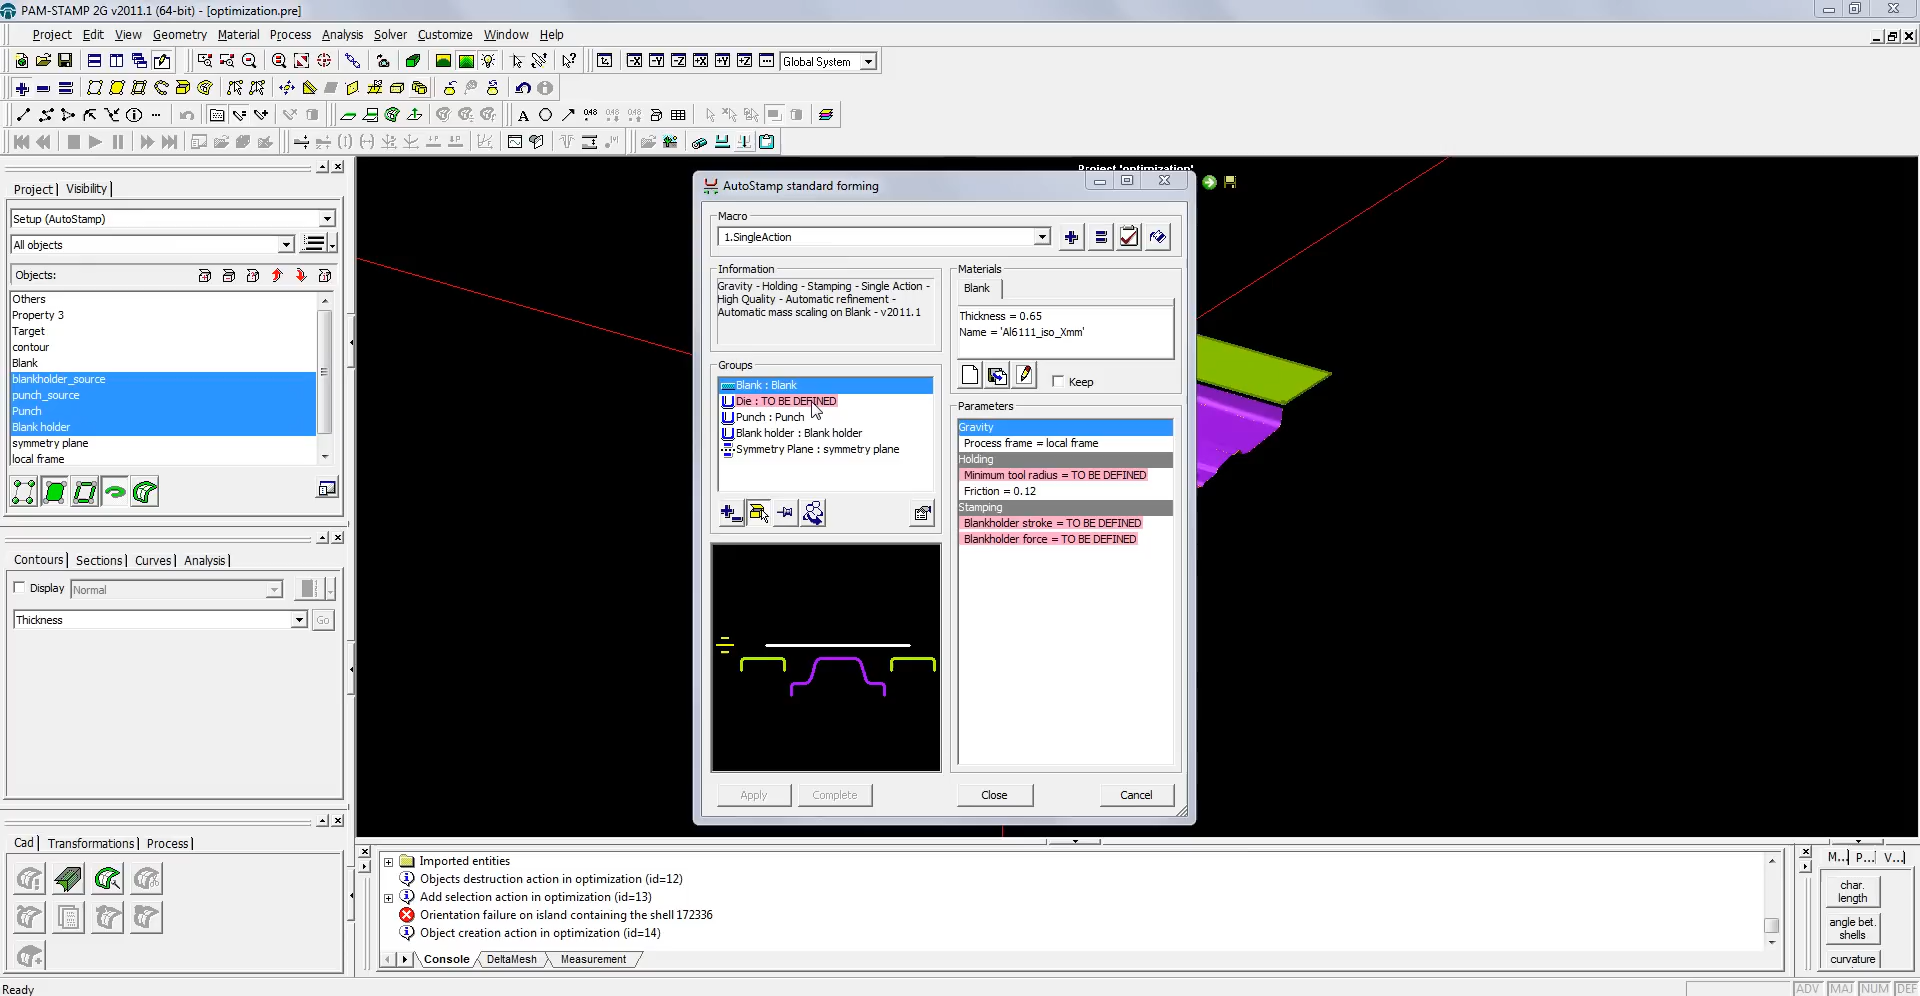 PAM-STAMP 2G v2011.1 (64-bit) - [optimization.pre]
Project Edit View Geometry Material Process Analysis Solver Customize Window Help
-X -Y -Z +X +Y +Z Global System
A 0.48 0.48 0.48
Project Visibility
Setup (AutoStamp)
All objects
Objects:
Others
Property 3
Target
contour
Blank
blankholder_source
punch_source
Punch
Blank holder
symmetry plane
local frame
Contours Sections Curves Analysis
Display Normal
Thickness Go
Cad Transformations Process
Project 'optimization'
AutoStamp standard forming
Macro
1.SingleAction
Information
Gravity - Holding - Stamping - Single Action -
High Quality - Automatic refinement -
Automatic mass scaling on Blank - v2011.1
Groups
Blank : Blank
Die : TO BE DEFINED
Punch : Punch
Blank holder : Blank holder
Symmetry Plane : symmetry plane
Materials
Blank
Thickness = 0.65
Name = 'Al6111_iso_Xmm'
Keep
Parameters
Gravity
Process frame = local frame
Holding
Minimum tool radius = TO BE DEFINED
Friction = 0.12
Stamping
Blankholder stroke = TO BE DEFINED
Blankholder force = TO BE DEFINED
Apply Complete Close Cancel
Imported entities
Objects destruction action in optimization (id=12)
Add selection action in optimization (id=13)
Orientation failure on island containing the shell 172336
Object creation action in optimization (id=14)
Console DeltaMesh Measurement
M... P... V...
char.
length
angle bet.
shells
curvature
Ready
ADV MAJ NUM DEF